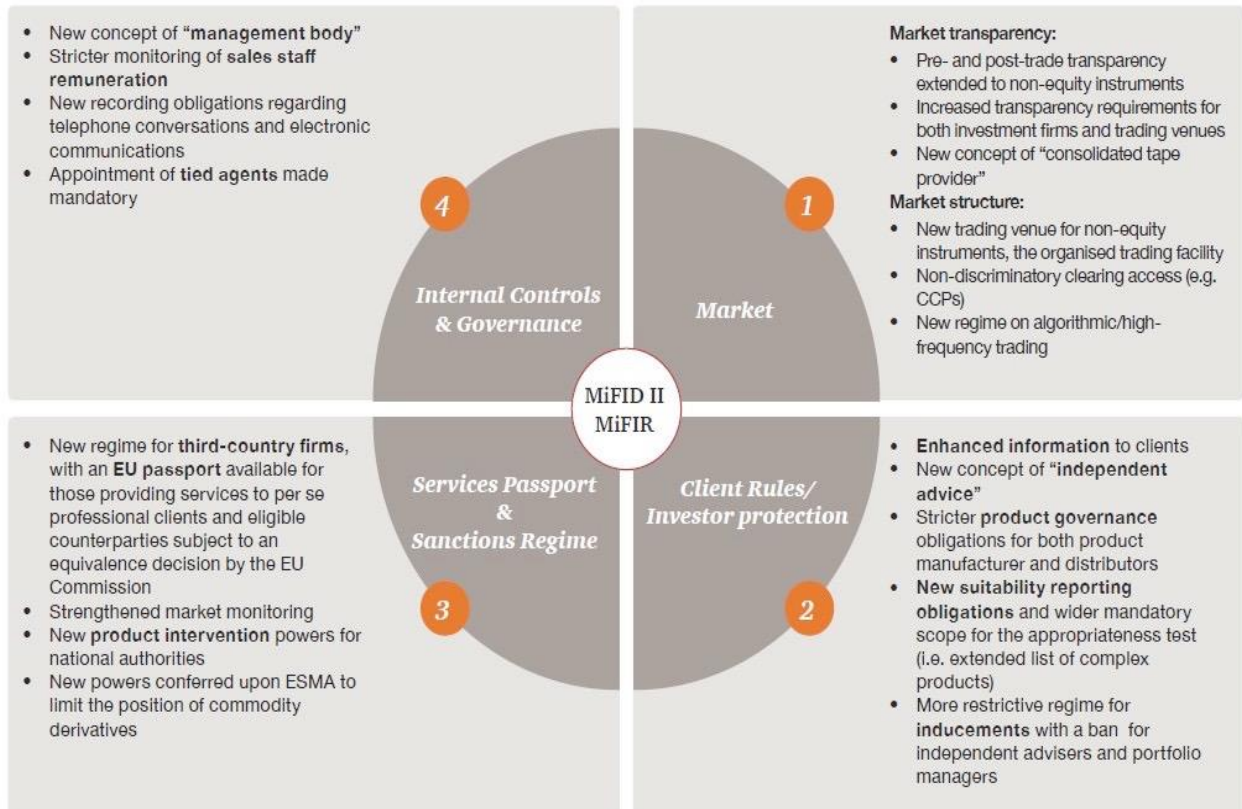 • New concept of “management body”
• Stricter monitoring of sales staff
remuneration
• New recording obligations regarding
telephone conversations and electronic
communications
• Appointment of tied agents made
mandatory
4
Internal Controls
& Governance
Market transparency:
• Pre- and post-trade transparency
extended to non-equity instruments
• Increased transparency requirements for
both investment firms and trading venues
• New concept of “consolidated tape
provider”
Market structure:
• New trading venue for non-equity
instruments, the organised trading facility
• Non-discriminatory clearing access (e.g.
CCPs)
• New regime on algorithmic/high-
frequency trading
1
Market
MiFID II
MiFIR
• New regime for third-country firms,
with an EU passport available for
those providing services to per se
professional clients and eligible
counterparties subject to an
equivalence decision by the EU
Commission
• Strengthened market monitoring
• New product intervention powers for
national authorities
• New powers conferred upon ESMA to
limit the position of commodity
derivatives
Services Passport
&
Sanctions Regime
3
Client Rules/
Investor protection
2
• Enhanced information to clients
• New concept of “independent
advice”
• Stricter product governance
obligations for both product
manufacturer and distributors
• New suitability reporting
obligations and wider mandatory
scope for the appropriateness test
(i.e. extended list of complex
products)
• More restrictive regime for
inducements with a ban for
independent advisers and portfolio
managers